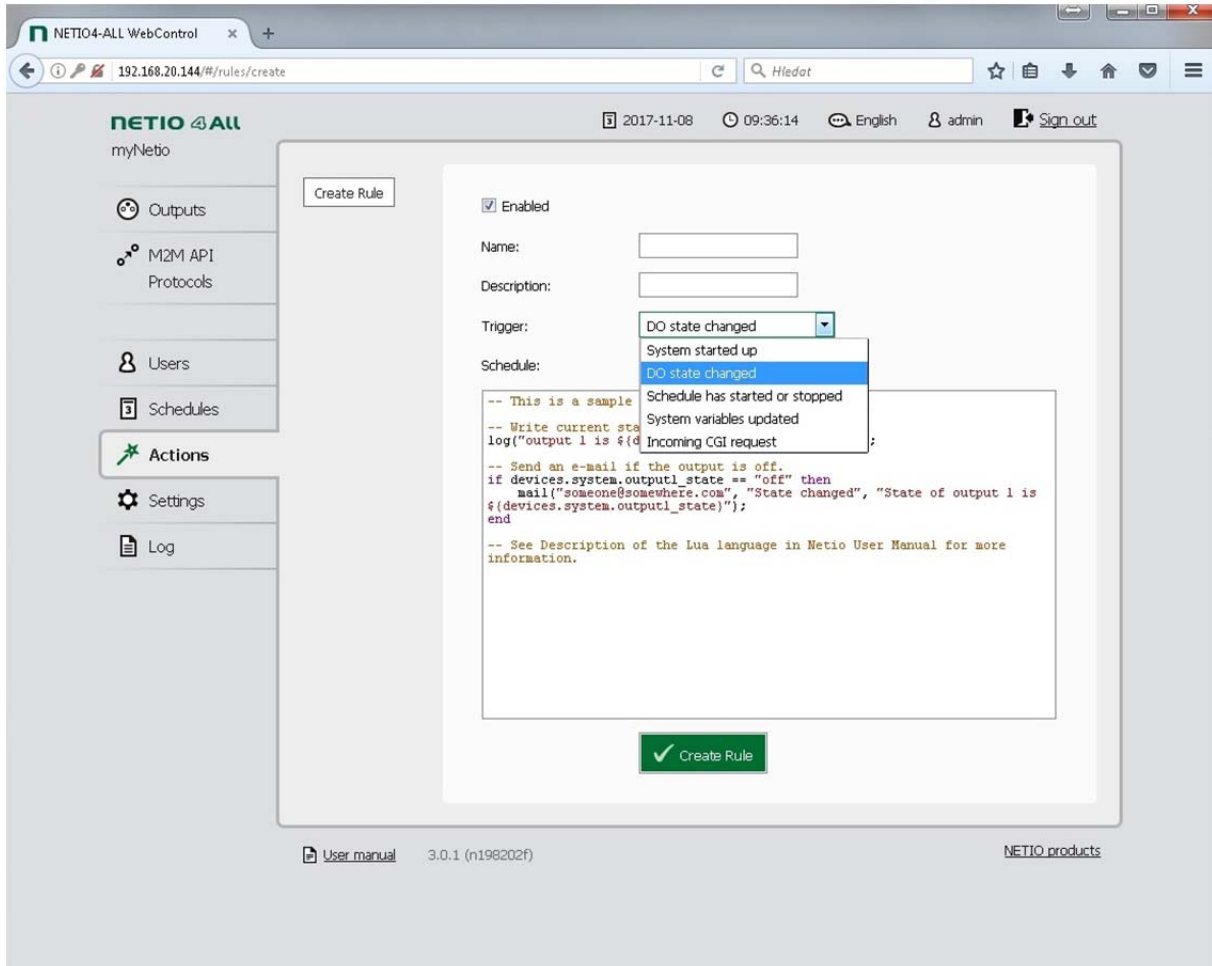 NETIO4-ALL WebControl
192.168.20.144/#/rules/create
Hledat
NETIO 4All
myNetio
2017-11-08
09:36:14
English
admin
Sign out
Outputs
M2M API
Protocols
Users
Schedules
Actions
Settings
Log
Create Rule
Enabled
Name:
Description:
Trigger:
DO state changed
System started up
DO state changed
Schedule has started or stopped
System variables updated
Incoming CGI request
Schedule:
-- This is a sample
-- Write current sta
log("output 1 is ${d
;
-- Send an e-mail if the output is off.
if devices.system.output1_state == "off" then
mail("someone@somewhere.com", "State changed", "State of output 1 is
${devices.system.output1_state}");
end
-- See Description of the Lua language in Netio User Manual for more
information.
Create Rule
User manual
3.0.1 (n198202f)
NETIO products